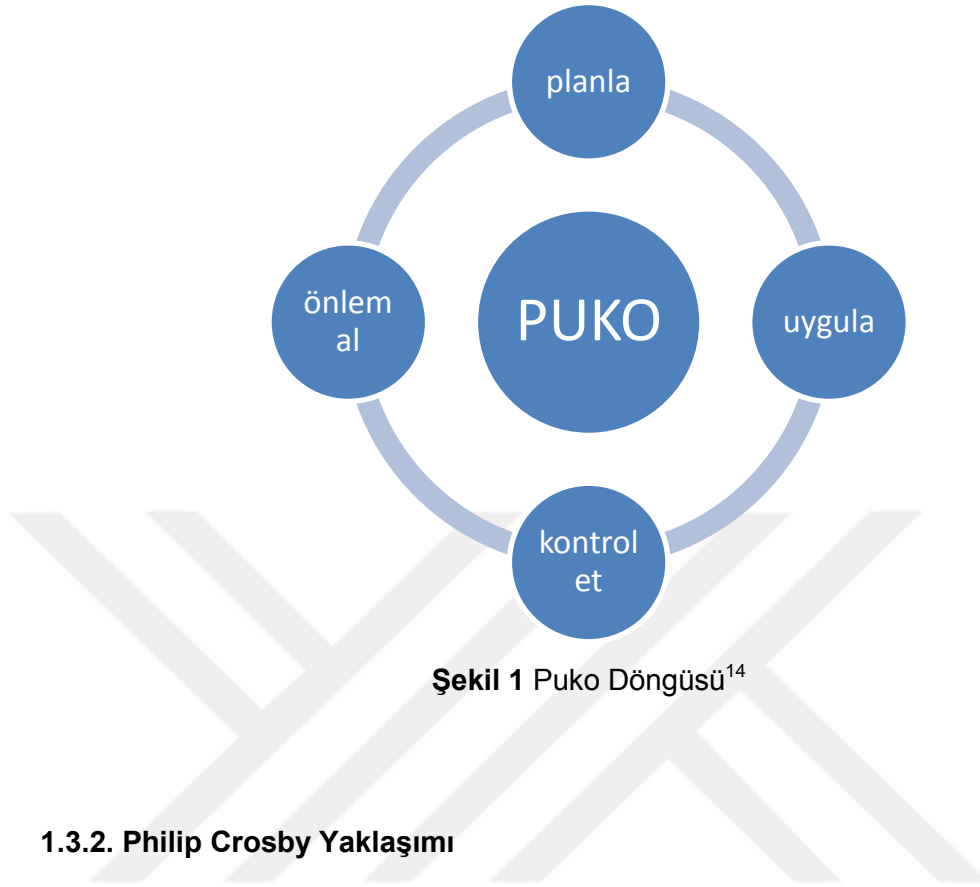 planla
önlem
al
PUKO
uygula
kontrol
et
Şekil 1 Puko Döngüsü14
1.3.2. Philip Crosby Yaklaşımı